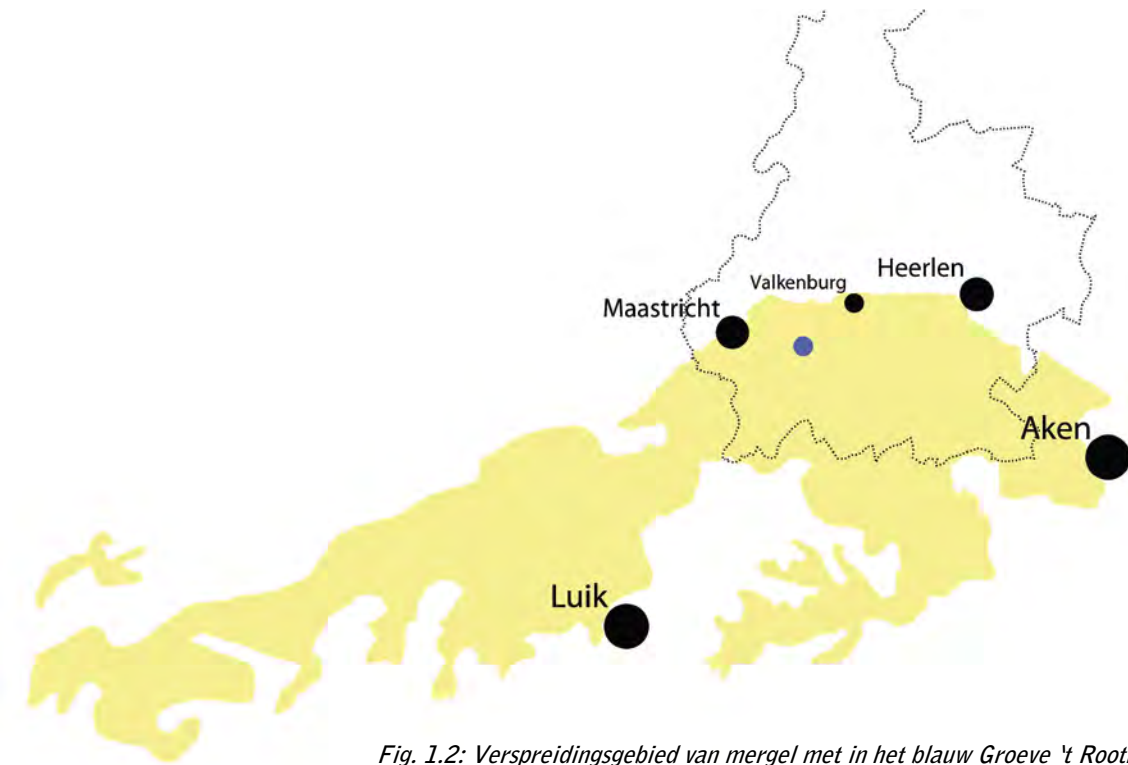 Heerlen
Valkenburg
Maastricht
Aken
Luik
Fig. 1.2: Verspreidingsgebied van mergel met in het blauw Groeve 't